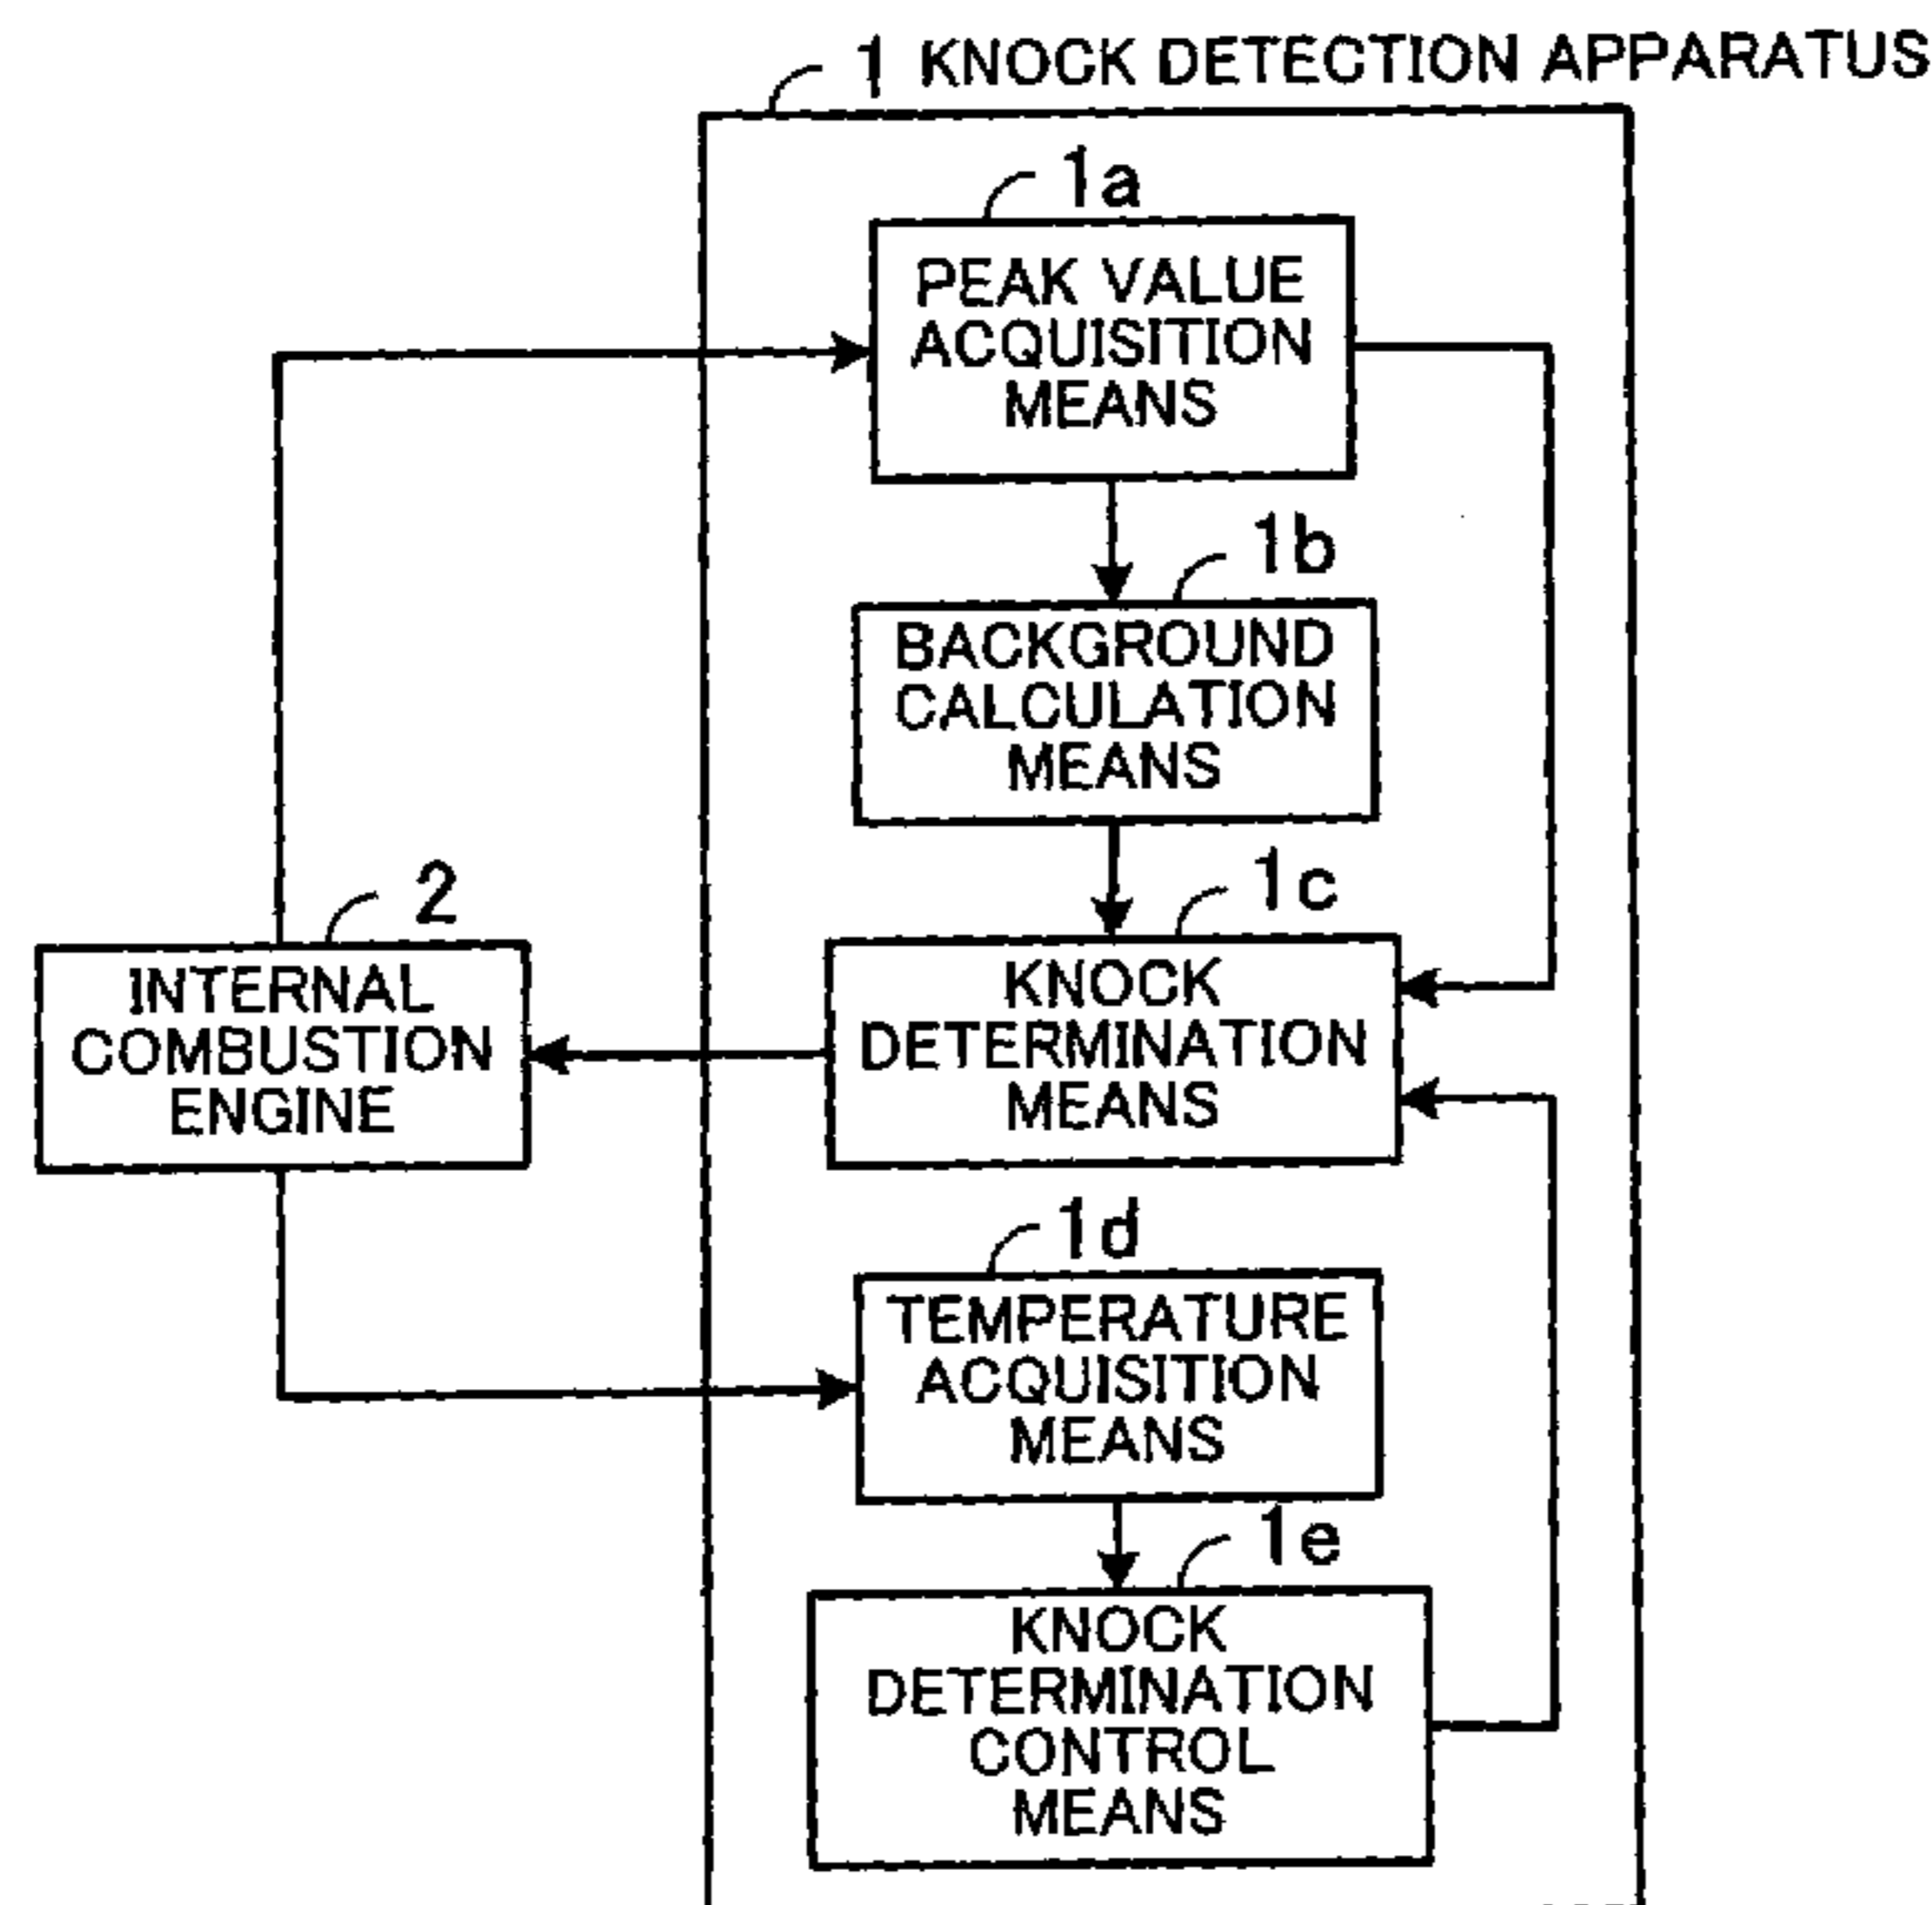 1 KNOCK DETECTION APPARATUS
1a
PEAK VALUE
ACQUISITION
MEANS
1b
BACKGROUND
CALCULATION
MEANS
1c
KNOCK
DETERMINATION
MEANS
2
INTERNAL
COMBUSTION
ENGINE
1d
TEMPERATURE
ACQUISITION
MEANS
1e
KNOCK
DETERMINATION
CONTROL
MEANS